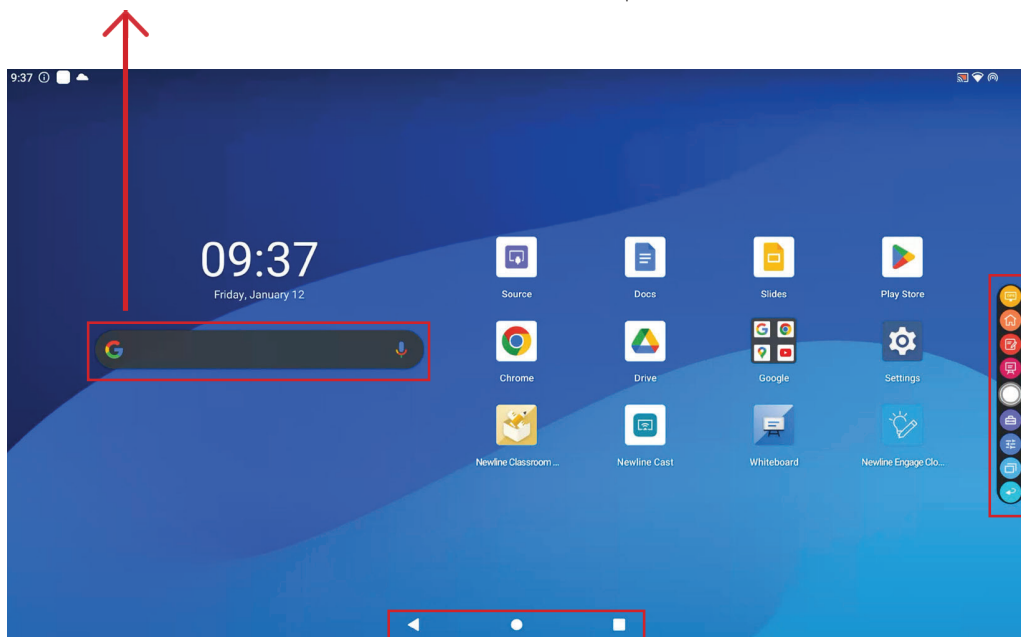 9:37
09:37
Friday, January 12
Source
Docs
Slides
Play Store
Chrome
Drive
Google
Settings
Newline Classroom ...
Newline Cast
Whiteboard
Newline Engage Clo...